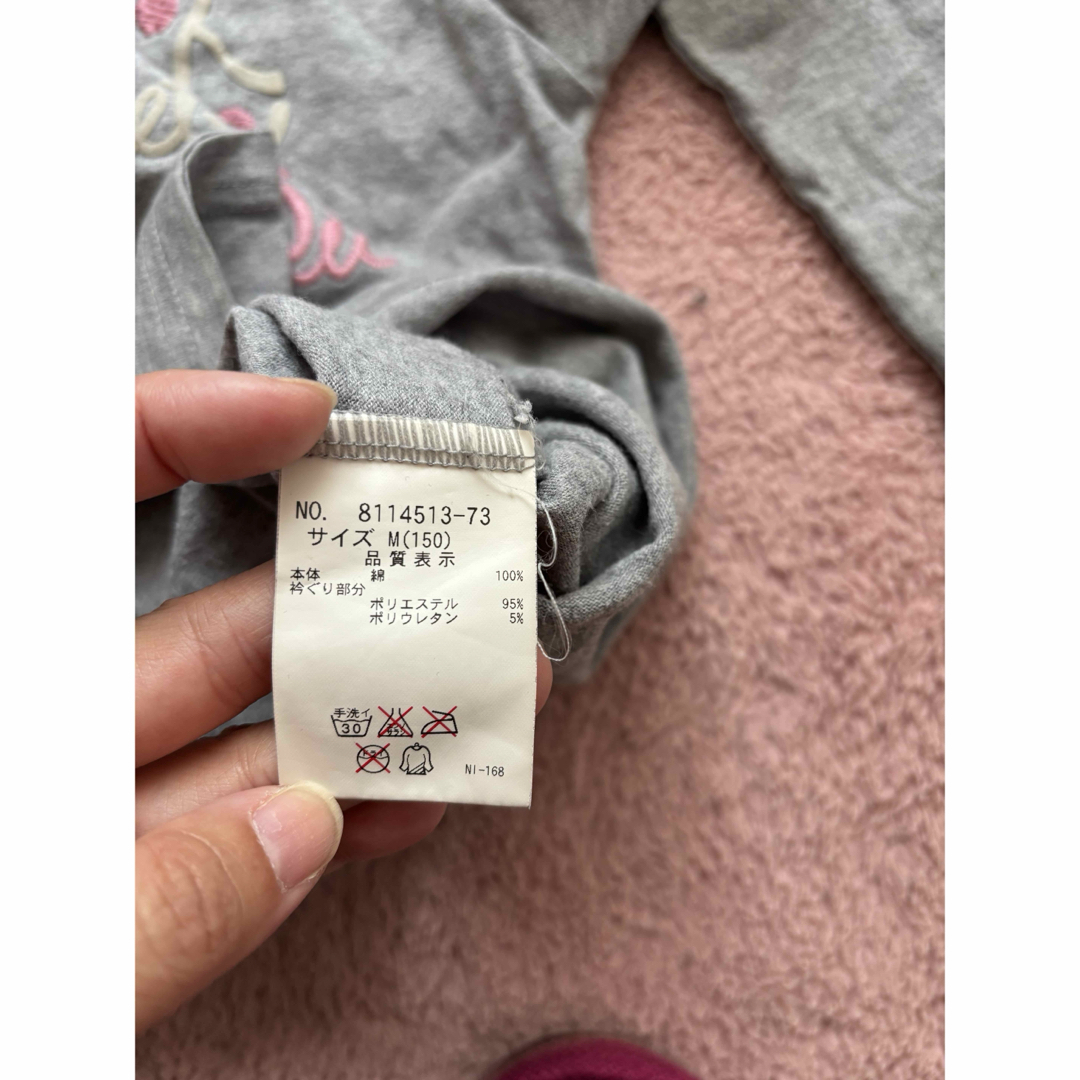 NO. 8114513-73
サイズ M(150)
品質表示
本体 綿 100%
衿ぐり部分
ポリエステル 95%
ポリウレタン 5%
手洗イ
30
NI-168